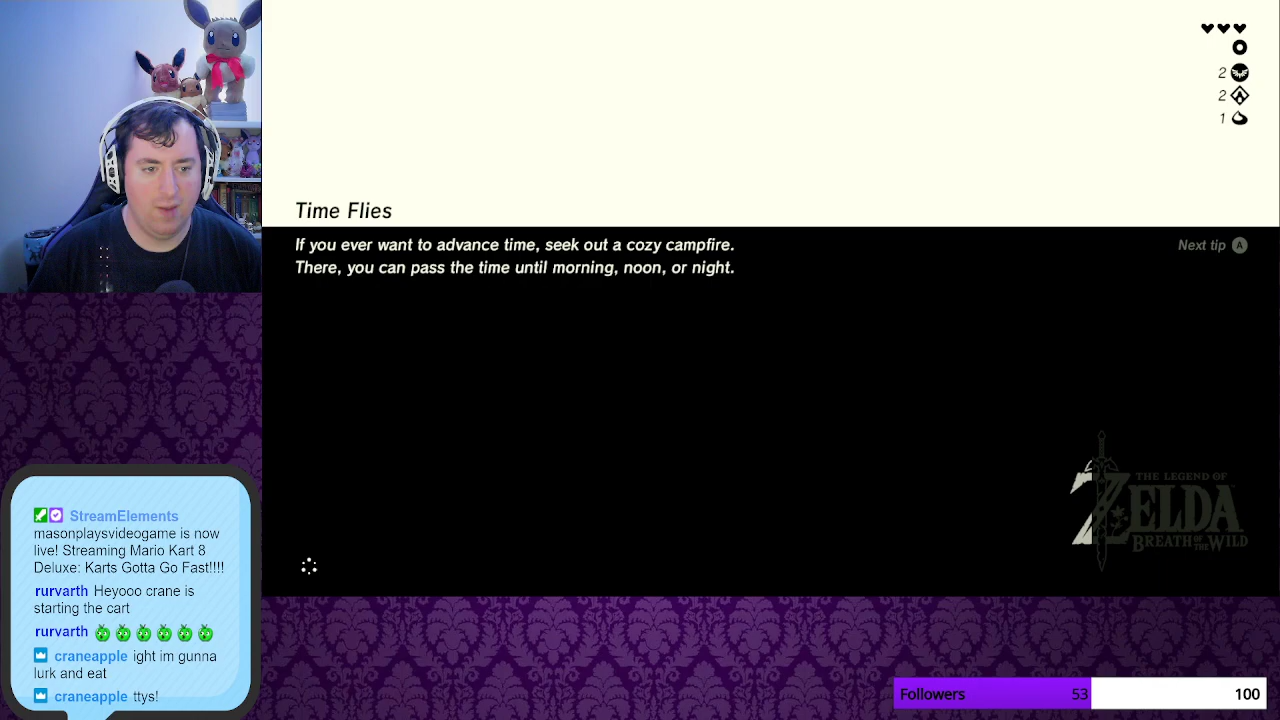 2
2
1
Time Flies
If you ever want to advance time, seek out a cozy campfire.
There, you can pass the time until morning, noon, or night.
Next tip A
THE LEGEND OF
ZELDA
BREATH OF THE WILD
StreamElements
masonplaysvideogame is now
live! Streaming Mario Kart 8
Deluxe: Karts Gotta Go Fast!!!!
rurvarth Heyooo crane is
starting the cart
rurvarth
craneapple ight im gunna
lurk and eat
craneapple ttys!
Followers 53 100